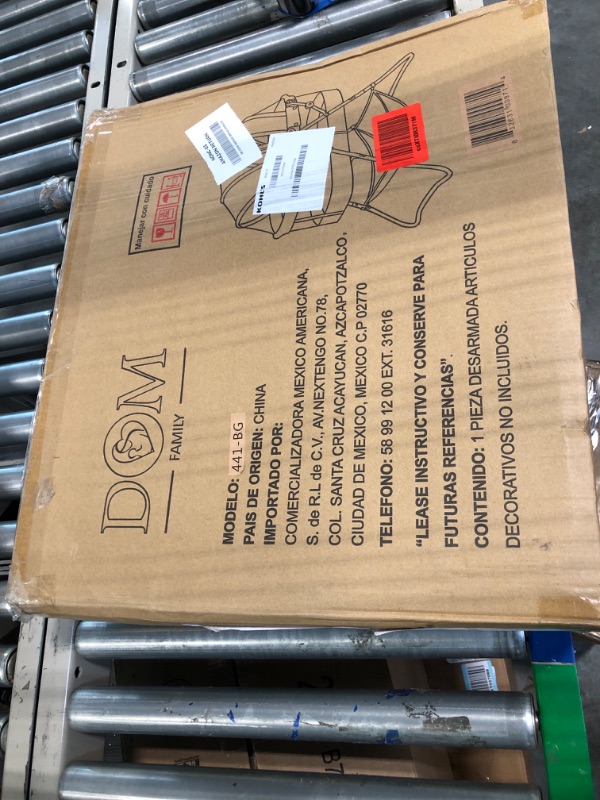 DOM
FAMILY
Manejar con cuidado
MODELO: 441-BG
PAIS DE ORIGEN: CHINA
IMPORTADO POR:
COMERCIALIZADORA MEXICO AMERICANA,
S. de R.L de C.V., AV.NEXTENGO NO.78,
COL. SANTA CRUZ ACAYUCAN, AZCAPOTZALCO,
CIUDAD DE MEXICO, MEXICO C.P 02770
TELEFONO: 58 99 12 00 EXT. 31616
“LEASE INSTRUCTIVO Y CONSERVE PARA
FUTURAS REFERENCIAS”.
CONTENIDO: 1 PIEZA DESARMADA ARTICULOS
DECORATIVOS NO INCLUIDOS.
KOHLS